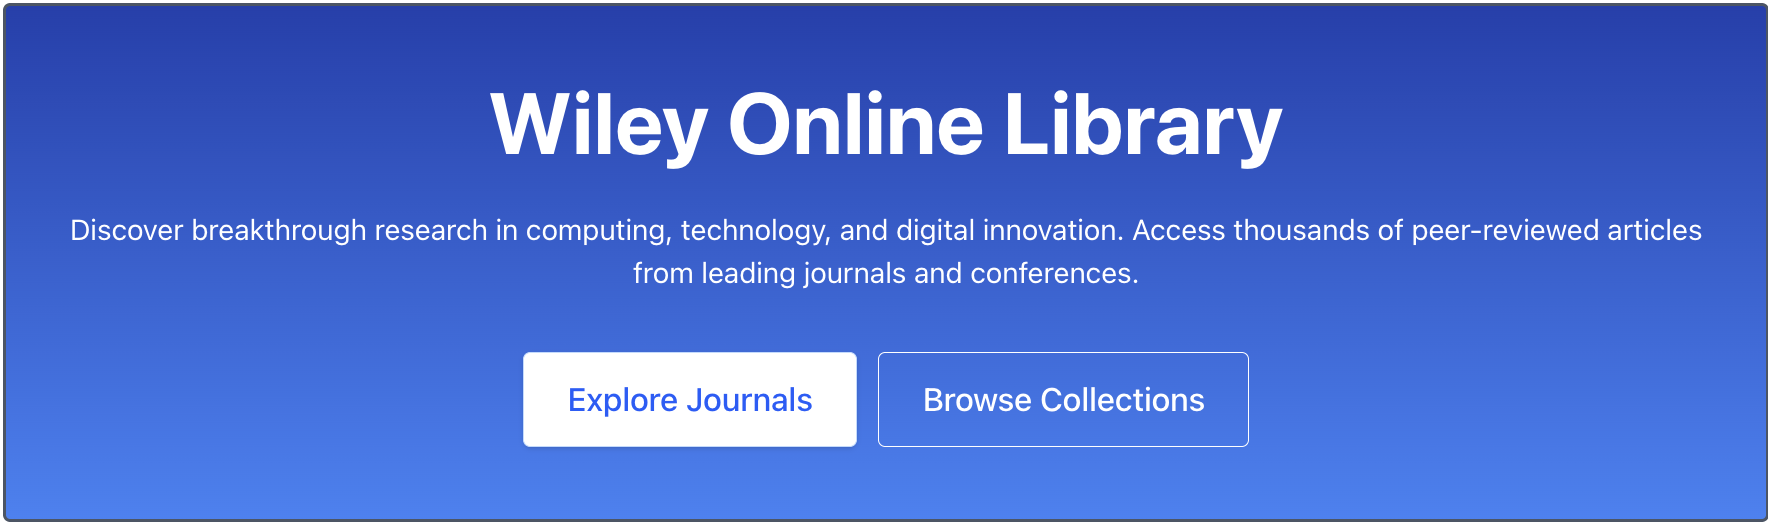 Wiley Online Library
Discover breakthrough research in computing, technology, and digital innovation. Access thousands of peer-reviewed articles
from leading journals and conferences.
Explore Journals
Browse Collections